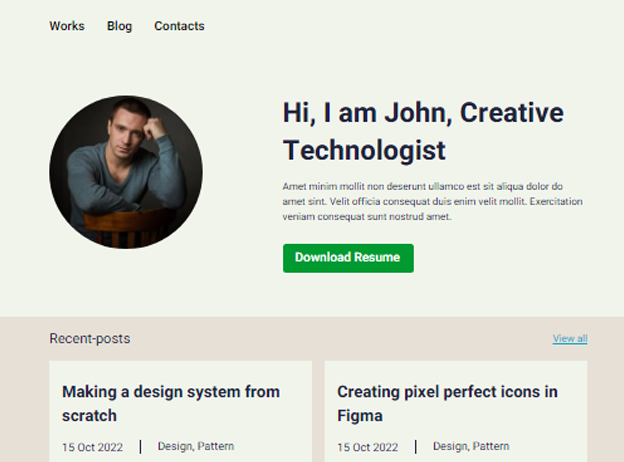 Works Blog Contacts
Hi, I am John, Creative
Technologist
Amet minim mollit non deserunt ullamco est sit aliqua dolor do
amet sint. Velit officia consequat duis enim velit mollit. Exercitation
veniam consequat sunt nostrud amet.
Download Resume
Recent-posts View all
Making a design system from
scratch
15 Oct 2022 | Design, Pattern
Creating pixel perfect icons in
Figma
15 Oct 2022 | Design, Pattern